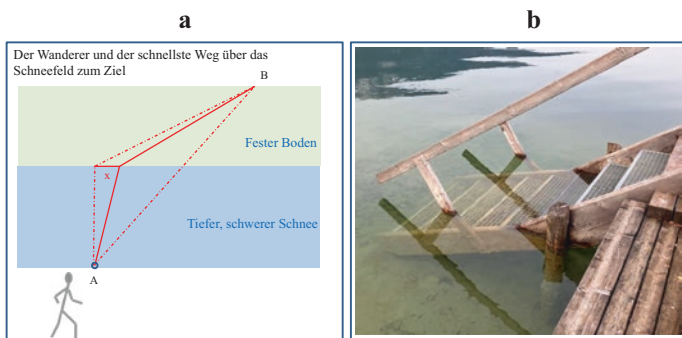 a
b
Der Wanderer und der schnellste Weg über das
Schneefeld zum Ziel
B
Fester Boden
x
Tiefer, schwerer Schnee
A